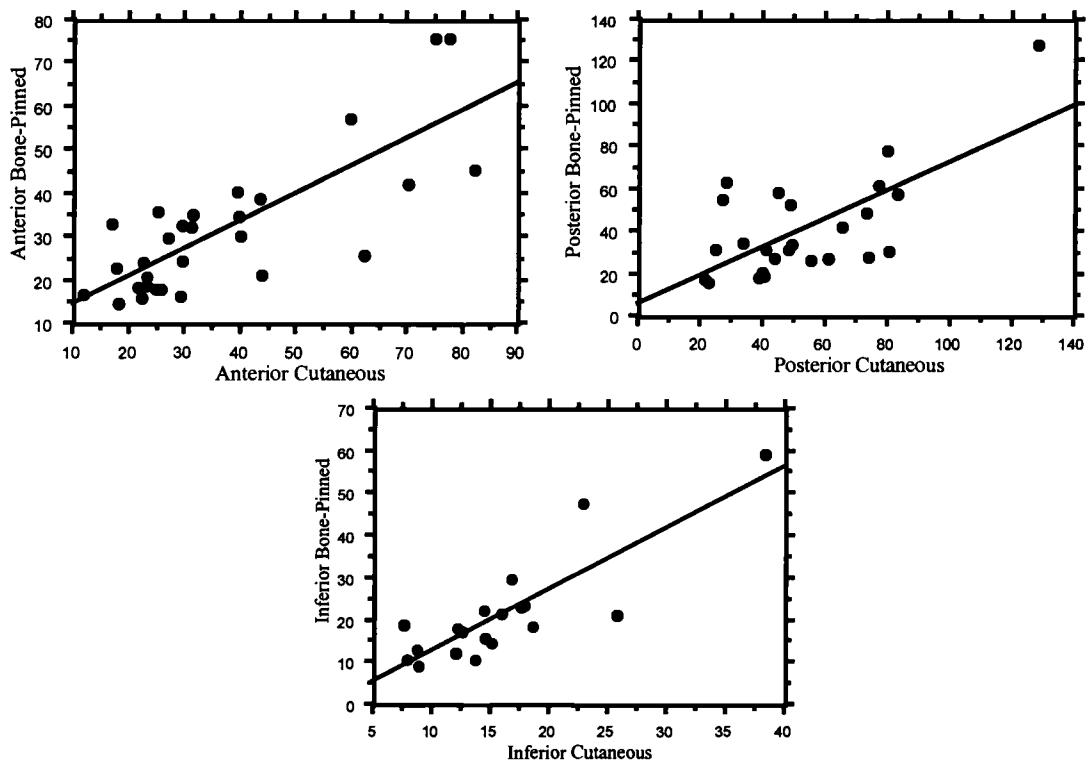 80
70
60
50
40
30
20
10
Anterior Bone-Pinned
10 20 30 40 50 60 70 80 90
Anterior Cutaneous
140
120
100
80
60
40
20
0
Posterior Bone-Pinned
0 20 40 60 80 100 120 140
Posterior Cutaneous
70
60
50
40
30
20
10
0
Inferior Bone-Pinned
5 10 15 20 25 30 35 40
Inferior Cutaneous